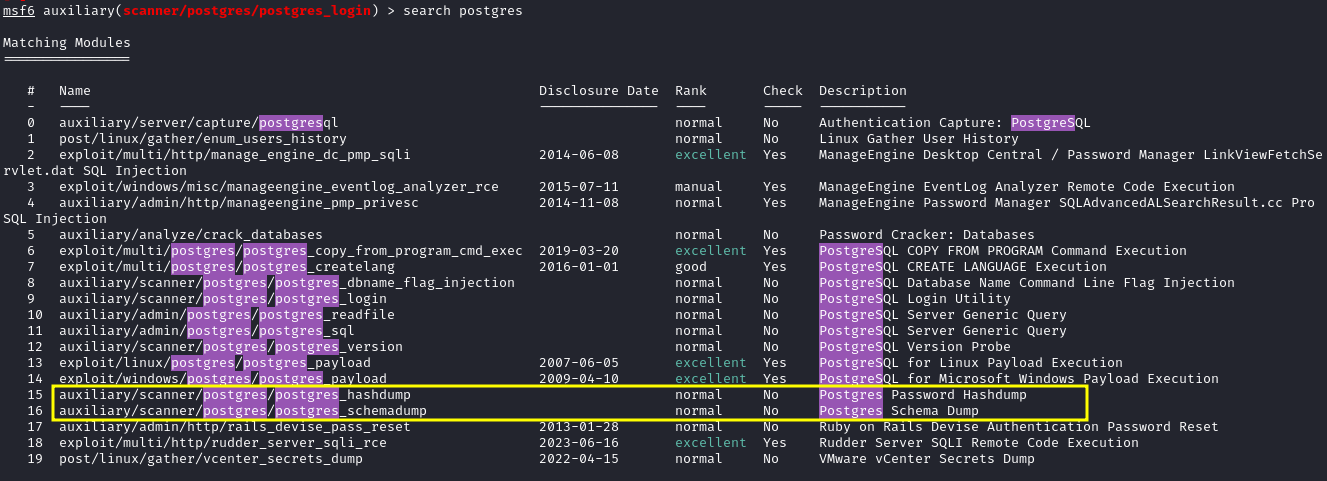 msf6 auxiliary(scanner/postgres/postgres_login) > search postgres
Matching Modules
================
#   Name   Disclosure Date   Rank   Check   Description
-   ----   ---------------   ----   -----   -----------
0   auxiliary/server/capture/postgresql   normal   No   Authentication Capture: PostgreSQL
1   post/linux/gather/enum_users_history   normal   No   Linux Gather User History
2   exploit/multi/http/manage_engine_dc_pmp_sqli   2014-06-08   excellent   Yes   ManageEngine Desktop Central / Password Manager LinkViewFetchSe
rvlet.dat SQL Injection
3   exploit/windows/misc/manageengine_eventlog_analyzer_rce   2015-07-11   manual   Yes   ManageEngine EventLog Analyzer Remote Code Execution
4   auxiliary/admin/http/manageengine_pmp_privesc   2014-11-08   normal   Yes   ManageEngine Password Manager SQLAdvancedALSearchResult.cc Pro
SQL Injection
5   auxiliary/analyze/crack_databases   normal   No   Password Cracker: Databases
6   exploit/multi/postgres/postgres_copy_from_program_cmd_exec   2019-03-20   excellent   Yes   PostgreSQL COPY FROM PROGRAM Command Execution
7   exploit/multi/postgres/postgres_createlang   2016-01-01   good   Yes   PostgreSQL CREATE LANGUAGE Execution
8   auxiliary/scanner/postgres/postgres_dbname_flag_injection   normal   No   PostgreSQL Database Name Command Line Flag Injection
9   auxiliary/scanner/postgres/postgres_login   normal   No   PostgreSQL Login Utility
10   auxiliary/admin/postgres/postgres_readfile   normal   No   PostgreSQL Server Generic Query
11   auxiliary/admin/postgres/postgres_sql   normal   No   PostgreSQL Server Generic Query
12   auxiliary/scanner/postgres/postgres_version   normal   No   PostgreSQL Version Probe
13   exploit/linux/postgres/postgres_payload   2007-06-05   excellent   Yes   PostgreSQL for Linux Payload Execution
14   exploit/windows/postgres/postgres_payload   2009-04-10   excellent   Yes   PostgreSQL for Microsoft Windows Payload Execution
15   auxiliary/scanner/postgres/postgres_hashdump   normal   No   Postgres Password Hashdump
16   auxiliary/scanner/postgres/postgres_schemadump   normal   No   Postgres Schema Dump
17   auxiliary/admin/http/rails_devise_pass_reset   2013-01-28   normal   No   Ruby on Rails Devise Authentication Password Reset
18   exploit/multi/http/rudder_server_sqli_rce   2023-06-16   excellent   Yes   Rudder Server SQLI Remote Code Execution
19   post/linux/gather/vcenter_secrets_dump   2022-04-15   normal   No   VMware vCenter Secrets Dump